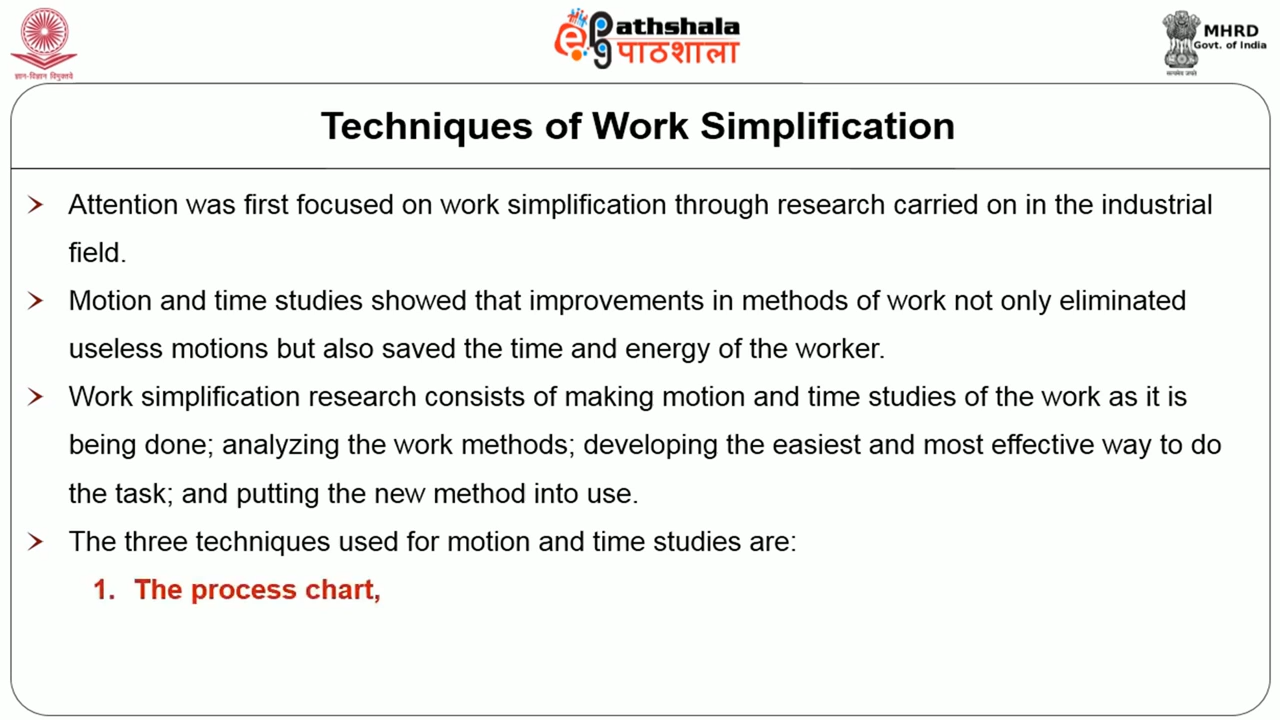 ज्ञान-विज्ञान विमुक्तये
ePathshala
पाठशाला
सत्यमेव जयते
MHRD
Govt. of India
Techniques of Work Simplification
➢ Attention was first focused on work simplification through research carried on in the industrial
field.
➢ Motion and time studies showed that improvements in methods of work not only eliminated
useless motions but also saved the time and energy of the worker.
➢ Work simplification research consists of making motion and time studies of the work as it is
being done; analyzing the work methods; developing the easiest and most effective way to do
the task; and putting the new method into use.
➢ The three techniques used for motion and time studies are:
1. The process chart,